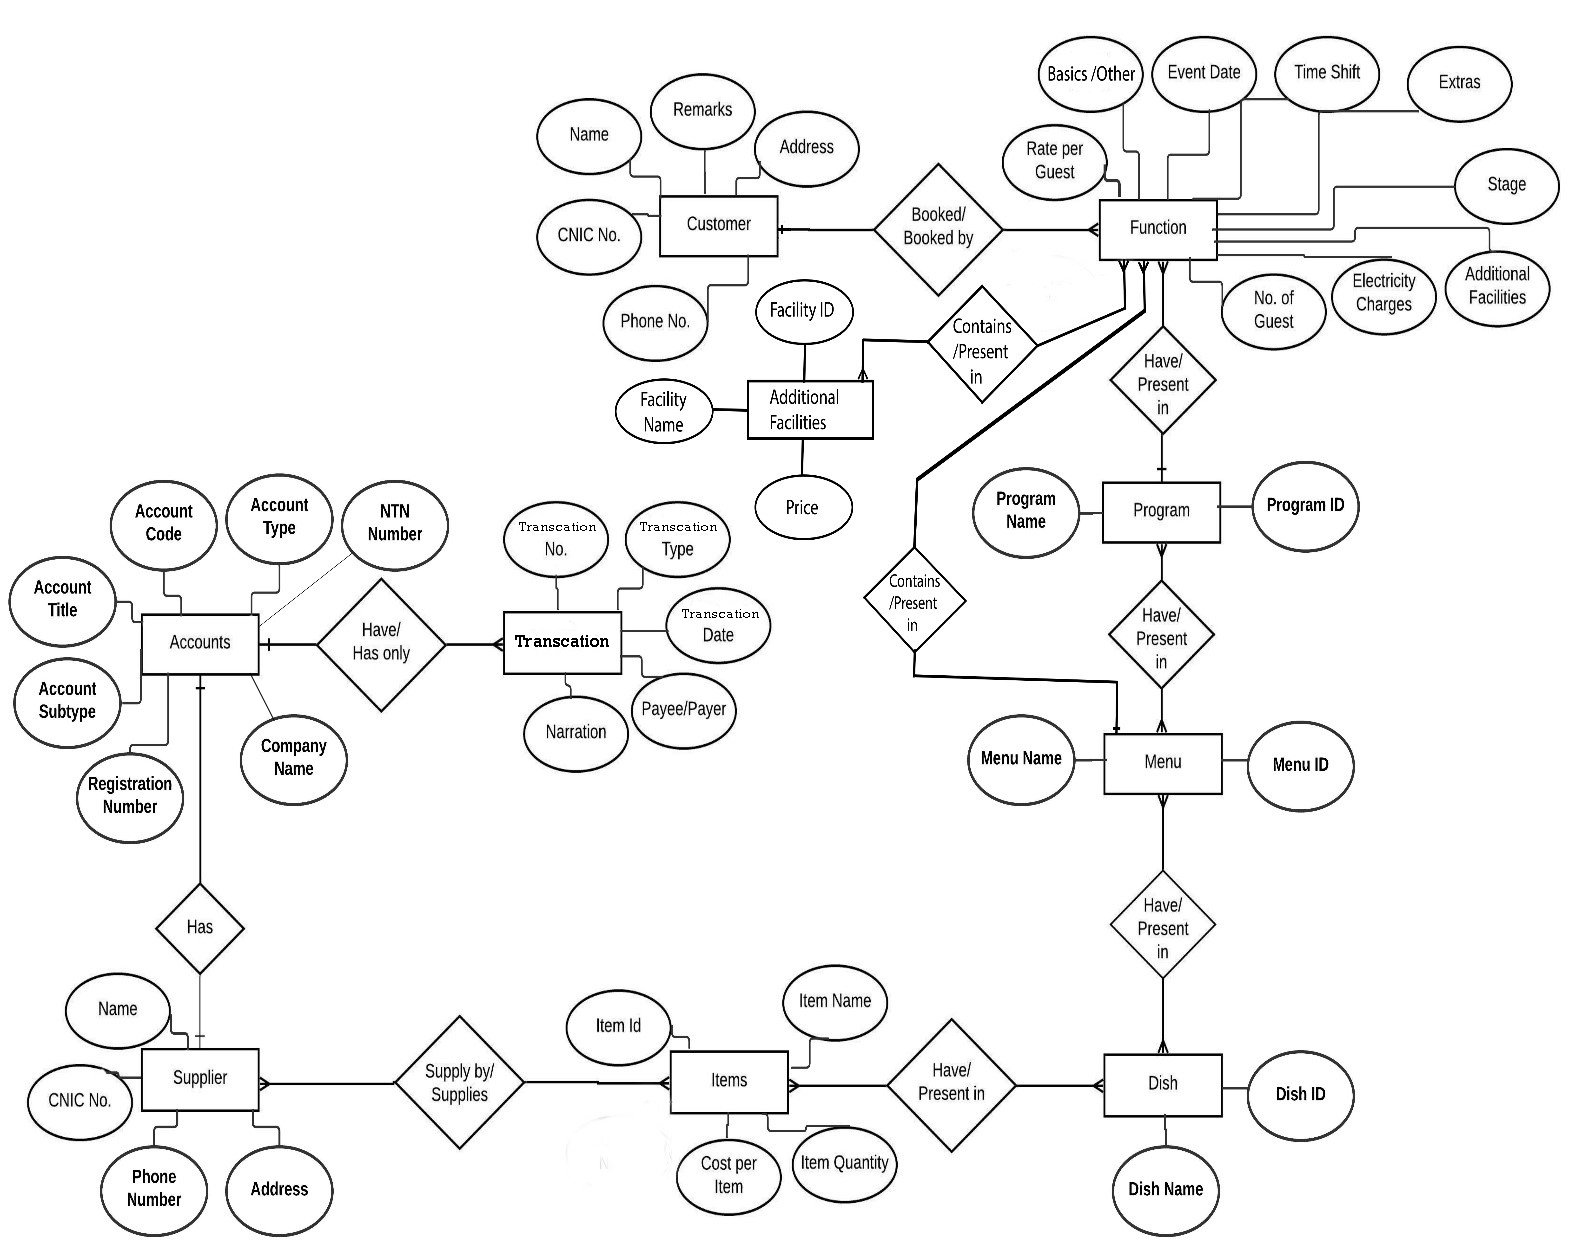 Basics /Other
Event Date
Time Shift
Extras
Remarks
Name
Address
Rate per
Guest
Stage
Customer
CNIC No.
Booked/
Booked by
Function
Phone No.
Facility ID
Contains
/Present
in
No. of
Guest
Electricity
Charges
Additional
Facilities
Have/
Present
in
Facility
Name
Additional
Facilities
Price
Program
Name
Program
Program ID
Account
Code
Account
Type
NTN
Number
Transcation
No.
Transcation
Type
Account
Title
Accounts
Have/
Has only
Transcation
Transcation
Date
Contains
/Present
in
Have/
Present
in
Account
Subtype
Payee/Payer
Narration
Company
Name
Registration
Number
Menu Name
Menu
Menu ID
Has
Have/
Present
in
Name
Item Id
Item Name
CNIC No.
Supplier
Supply by/
Supplies
Items
Have/
Present in
Dish
Dish ID
Phone
Number
Address
Cost per
Item
Item Quantity
Dish Name